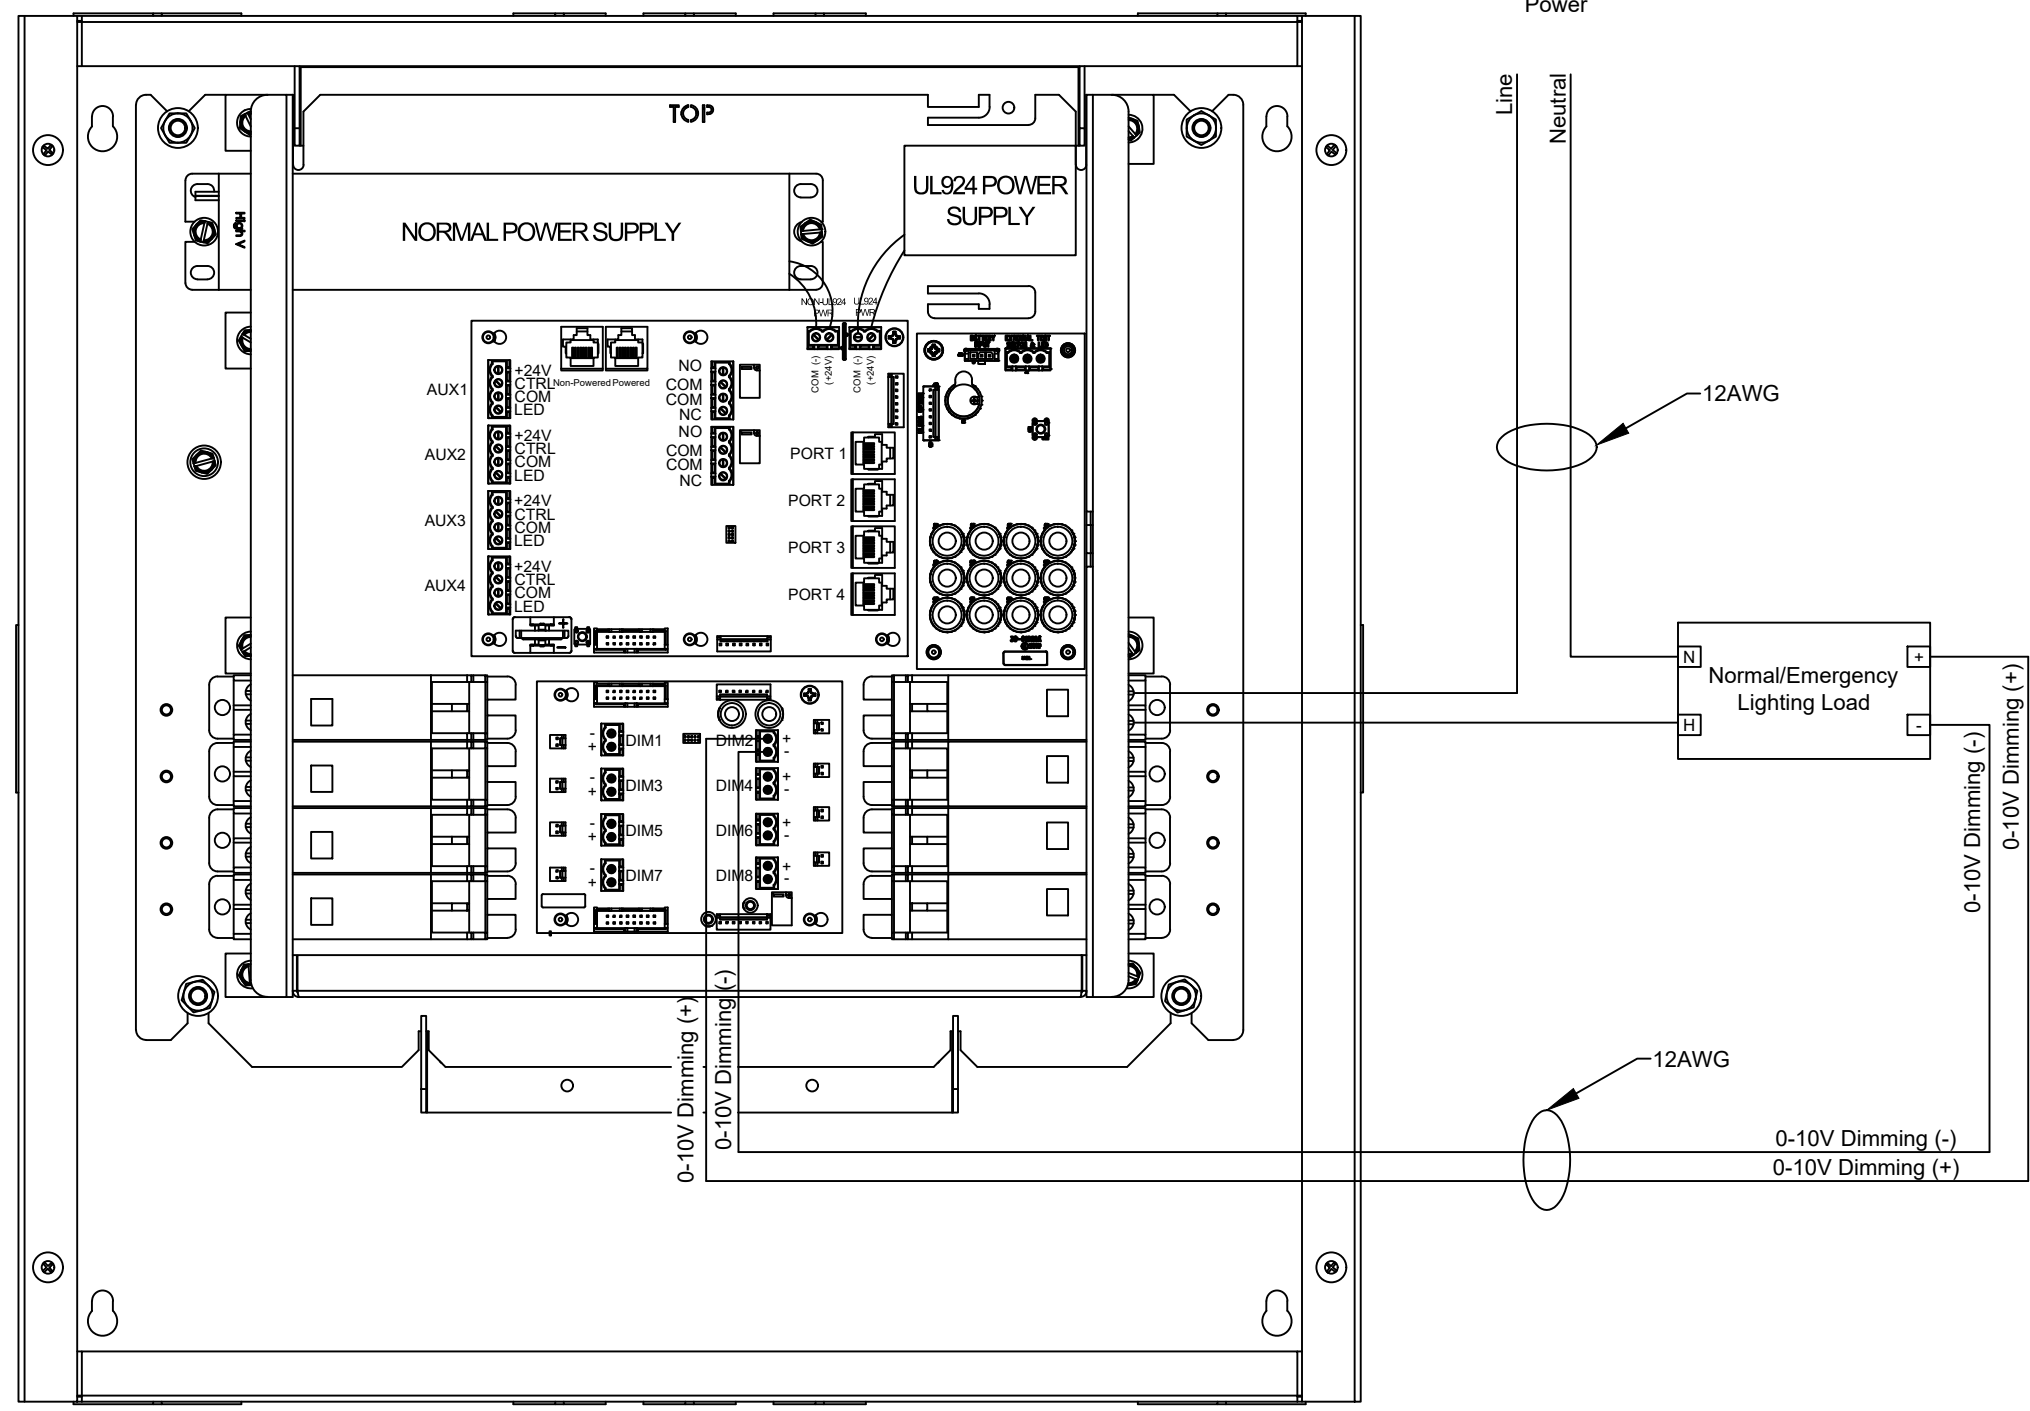 Power
Line
Neutral
TOP
UL924 POWER
SUPPLY
NORMAL POWER SUPPLY
High V
NON-UL924
PWR
UL924
PWR
COM (-)
(+24V)
COM (-)
(+24V)
Non-Powered
Powered
AUX1
+24V
CTRL
COM
LED
AUX2
+24V
CTRL
COM
LED
AUX3
+24V
CTRL
COM
LED
AUX4
+24V
CTRL
COM
LED
+
-
NO
COM
COM
NC
NO
COM
COM
NC
PORT 1
PORT 2
PORT 3
PORT 4
12AWG
N
H
Normal/Emergency
Lighting Load
+
-
0-10V Dimming (-)
0-10V Dimming (+)
-
+
DIM1
DIM2
+
-
-
+
DIM3
DIM4
+
-
-
+
DIM5
DIM6
+
-
-
+
DIM7
DIM8
+
-
0-10V Dimming (+)
0-10V Dimming (-)
12AWG
0-10V Dimming (-)
0-10V Dimming (+)